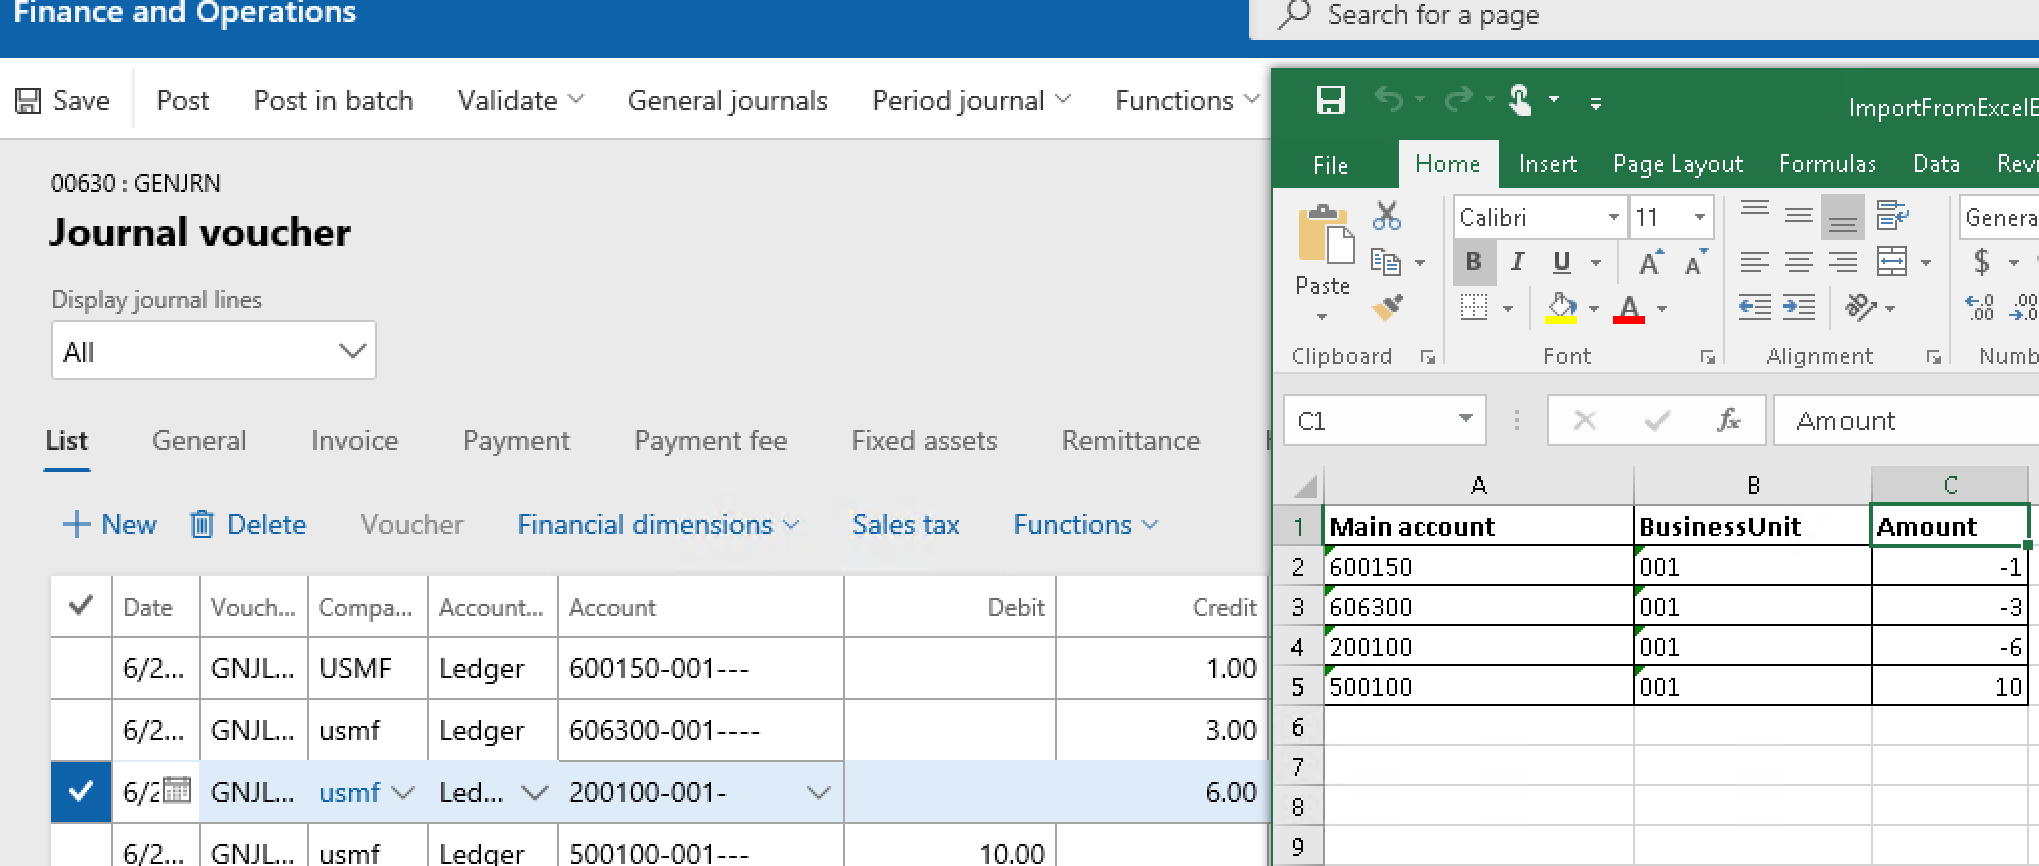 Finance and Operations
Search for a page
Save Post Post in batch Validate General journals Period journal Functions
00630 : GENJRN
Journal voucher
Display journal lines
All
List General Invoice Payment Payment fee Fixed assets Remittance
New Delete Voucher Financial dimensions Sales tax Functions
Date Vouch... Compa... Account... Account Debit Credit
6/2... GNJL... USMF Ledger 600150-001--- 1.00
6/2... GNJL... usmf Ledger 606300-001---- 3.00
6/2 GNJL... usmf Led... 200100-001- 6.00
6/2... GNJL... usmf Ledger 500100-001--- 10.00
ImportFromExcelE
File Home Insert Page Layout Formulas Data Revi
Calibri 11 Genera
Paste B I U A A $
A .0 .00 .00 .0
Clipboard Font Alignment Numb
C1 fx Amount
A B C
1 Main account BusinessUnit Amount
2 600150 001 -1
3 606300 001 -3
4 200100 001 -6
5 500100 001 10
6
7
8
9